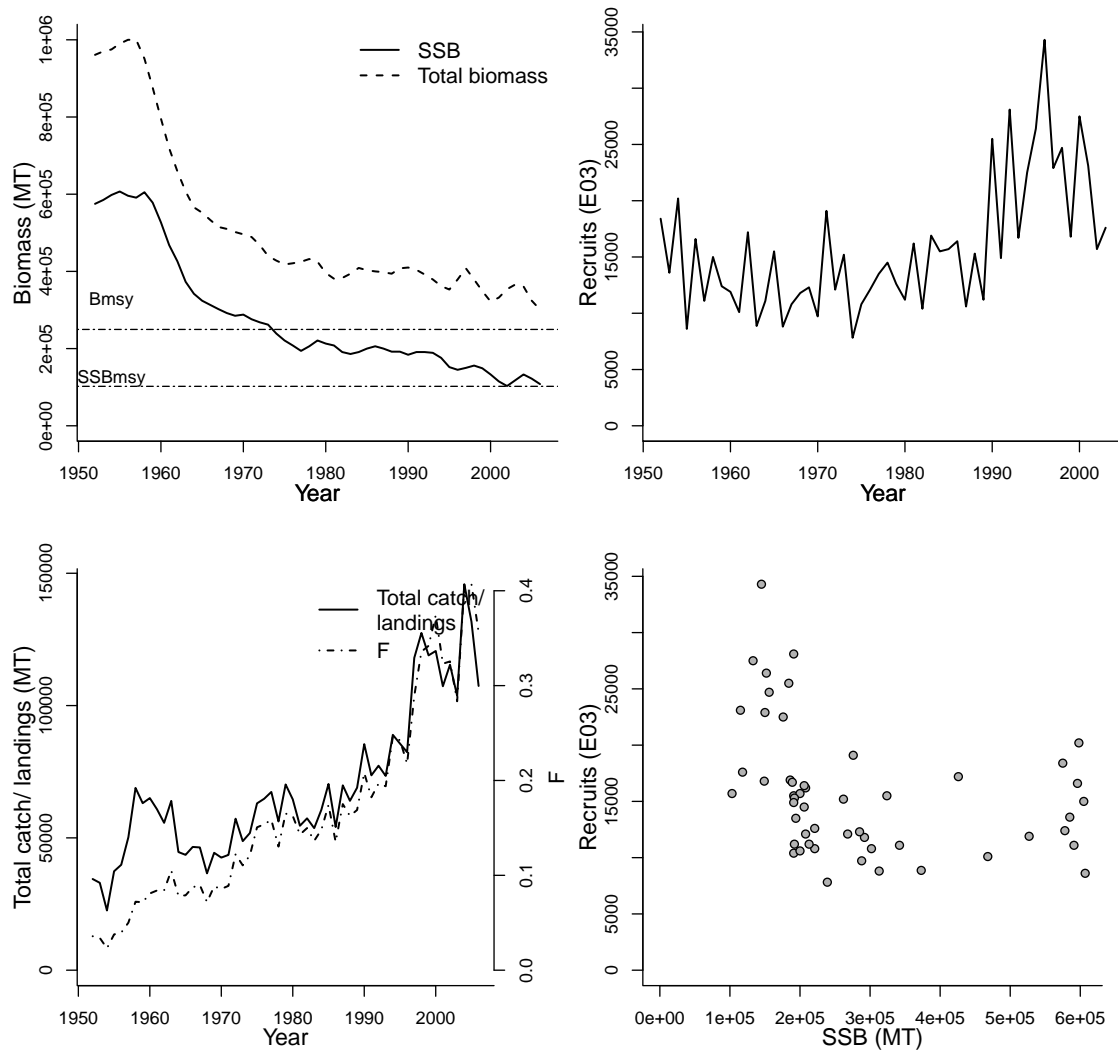 1e+06
8e+05
6e+05
4e+05
2e+05
0e+00
Biomass (MT)
SSB
Total biomass
Bmsy
SSBmsy
1950 1960 1970 1980 1990 2000
Year
35000
25000
15000
5000
0
Recruits (E03)
1950 1960 1970 1980 1990 2000
Year
150000
100000
50000
0
Total catch/ landings (MT)
Total catch/
landings
F
0.4
0.3
0.2
0.1
0.0
F
1950 1960 1970 1980 1990 2000
Year
35000
25000
15000
5000
0
Recruits (E03)
0e+00 1e+05 2e+05 3e+05 4e+05 5e+05 6e+05
SSB (MT)